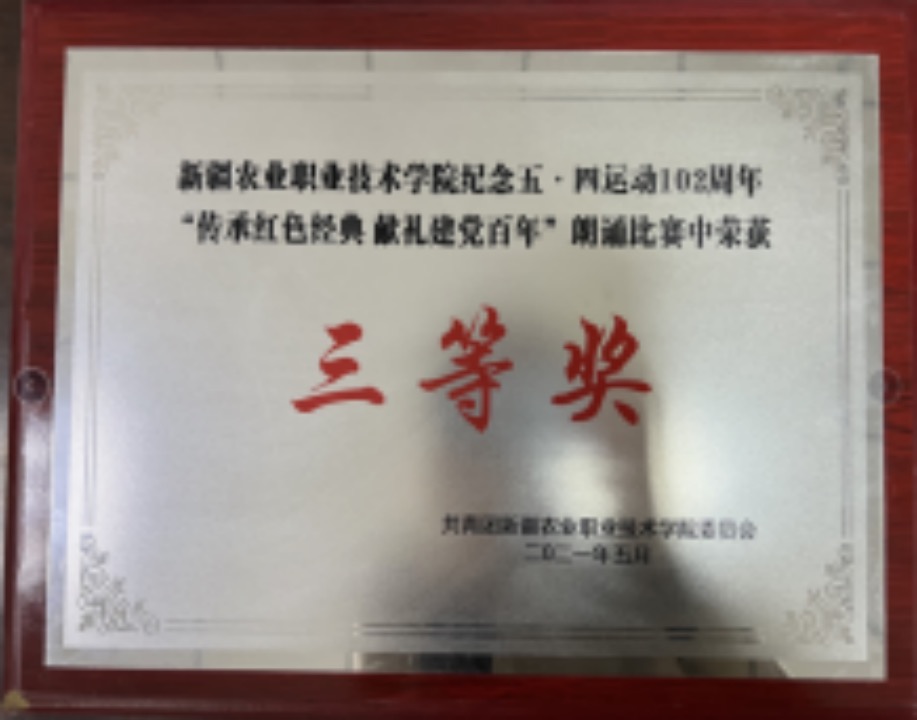 新疆农业职业技术学院纪念五·四运动102周年
“传承红色经典 献礼建党百年”朗诵比赛中荣获
三等奖
共青团新疆农业职业技术学院委员会
二〇二一年五月